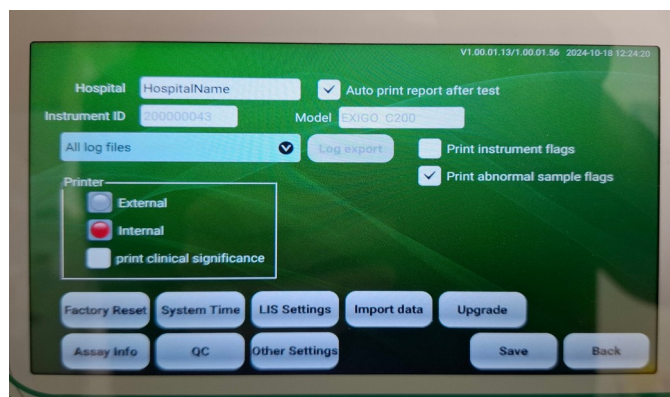 V1.00.01.13/1.00.01.56 2024-10-18 12:24:20
Hospital HospitalName Auto print report after test
Instrument ID 200000043 Model EXIGO C200
All log files Log export Print instrument flags
Print abnormal sample flags
Printer
External
Internal
print clinical significance
Factory Reset System Time LIS Settings Import data Upgrade
Assay Info QC Other Settings Save Back